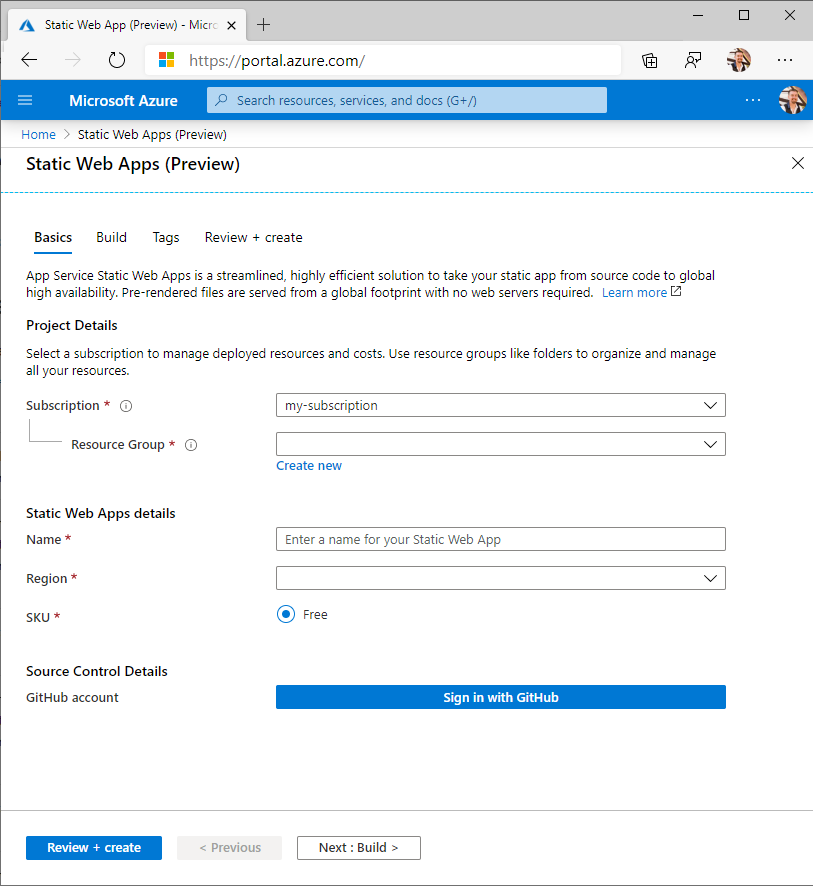 Static Web App (Preview) - Micr
https://portal.azure.com/
Microsoft Azure
Search resources, services, and docs (G+/)
Home > Static Web Apps (Preview)
Static Web Apps (Preview)
Basics Build Tags Review + create
App Service Static Web Apps is a streamlined, highly efficient solution to take your static app from source code to global
high availability. Pre-rendered files are served from a global footprint with no web servers required. Learn more
Project Details
Select a subscription to manage deployed resources and costs. Use resource groups like folders to organize and manage
all your resources.
Subscription * my-subscription
Resource Group *
Create new
Static Web Apps details
Name * Enter a name for your Static Web App
Region *
SKU * Free
Source Control Details
GitHub account Sign in with GitHub
Review + create < Previous Next : Build >